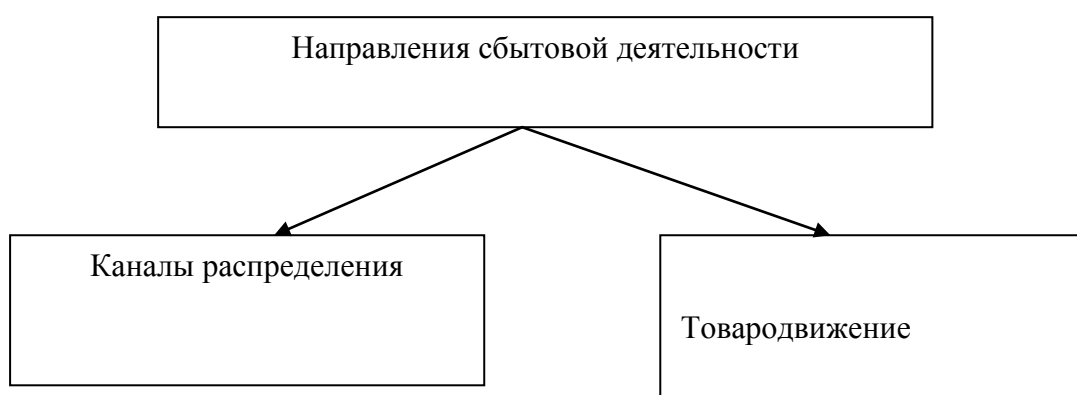 Направления сбытовой деятельности
Каналы распределения
Товародвижение